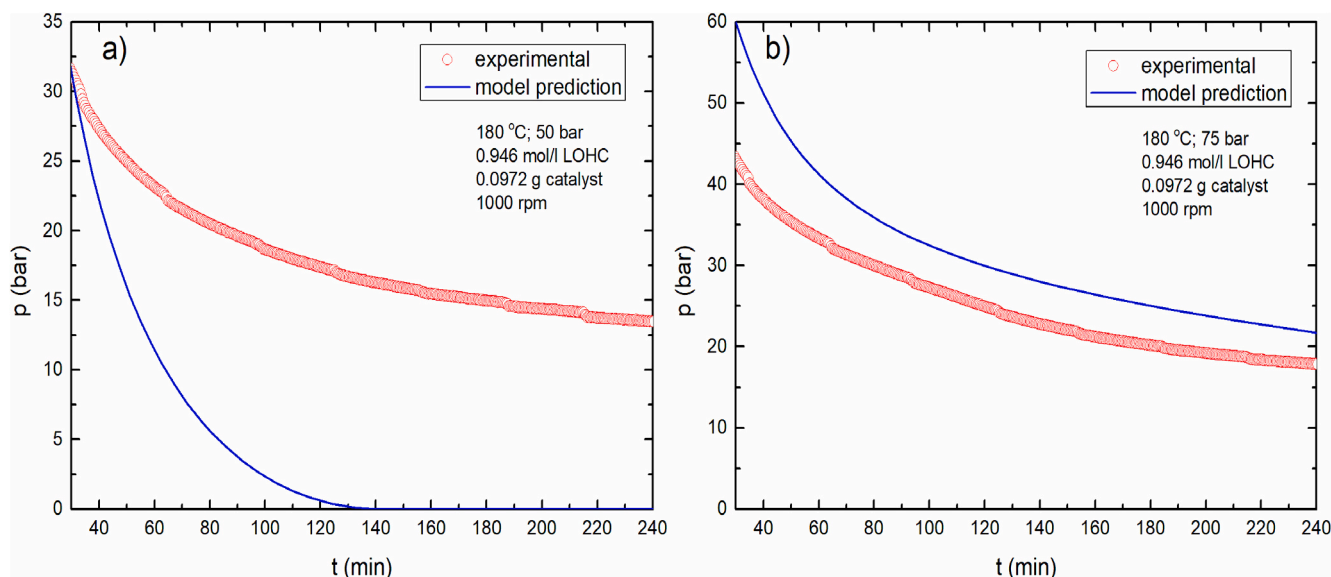 a)
experimental
model prediction
180 °C; 50 bar
0.946 mol/l LOHC
0.0972 g catalyst
1000 rpm
p (bar)
35
30
25
20
15
10
5
0
40 60 80 100 120 140 160 180 200 220 240
t (min)
b)
experimental
model prediction
180 °C; 75 bar
0.946 mol/l LOHC
0.0972 g catalyst
1000 rpm
p (bar)
60
50
40
30
20
10
0
40 60 80 100 120 140 160 180 200 220 240
t (min)